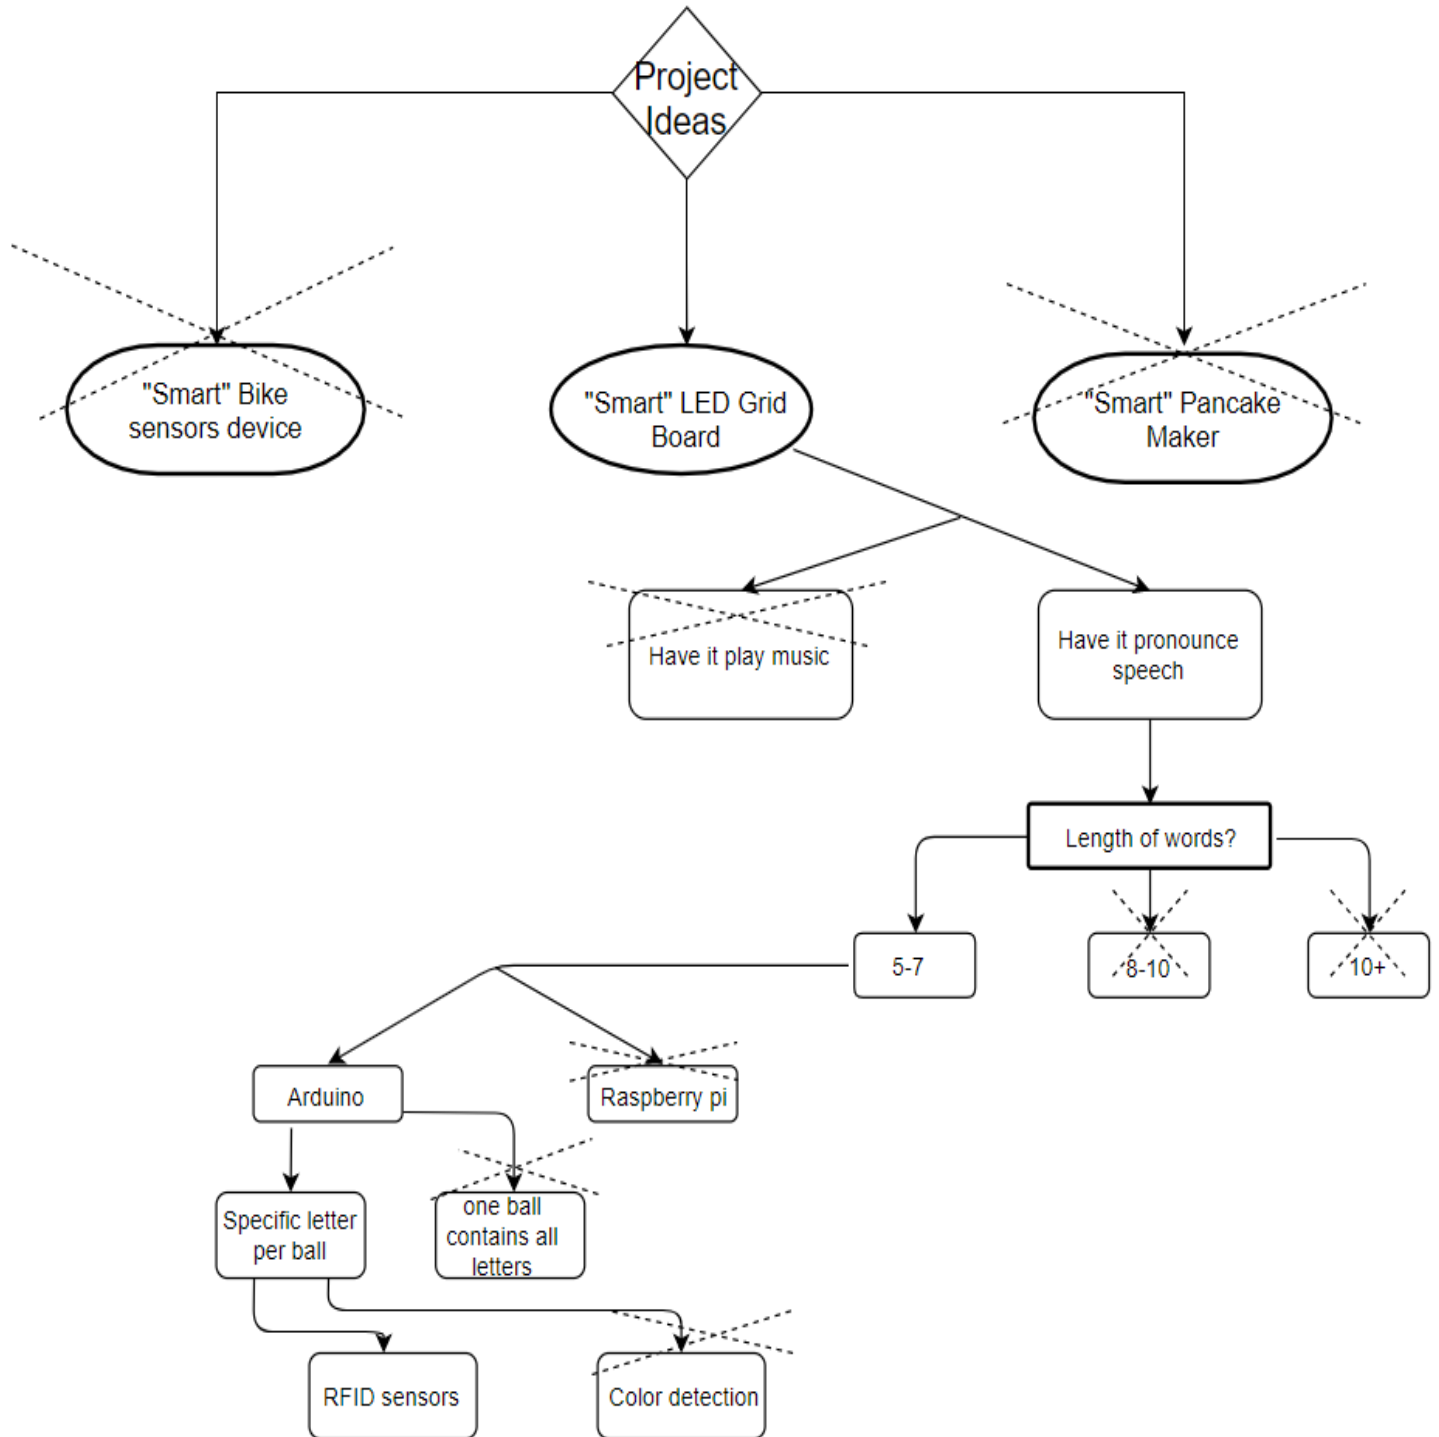 Project
Ideas
"Smart" Bike
sensors device
"Smart" LED Grid
Board
"Smart" Pancake
Maker
Have it play music
Have it pronounce
speech
Length of words?
5-7
8-10
10+
Arduino
Raspberry pi
Specific letter
per ball
one ball
contains all
letters
RFID sensors
Color detection